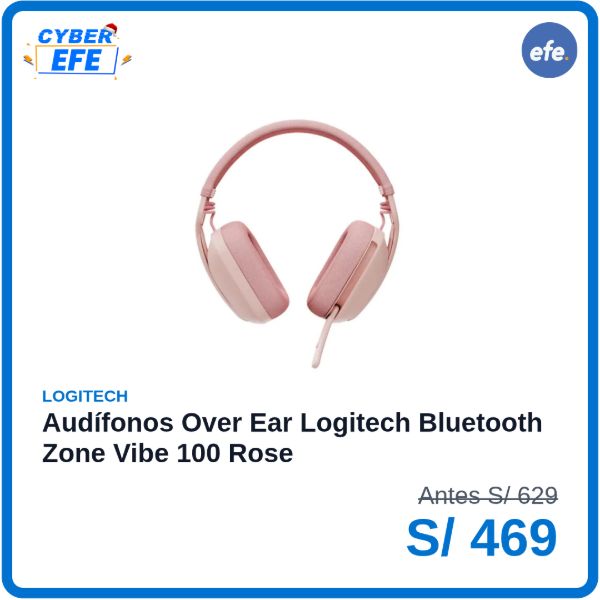 CYBER
EFE
efe.
LOGITECH
Audífonos Over Ear Logitech Bluetooth
Zone Vibe 100 Rose
Antes S/ 629
S/ 469